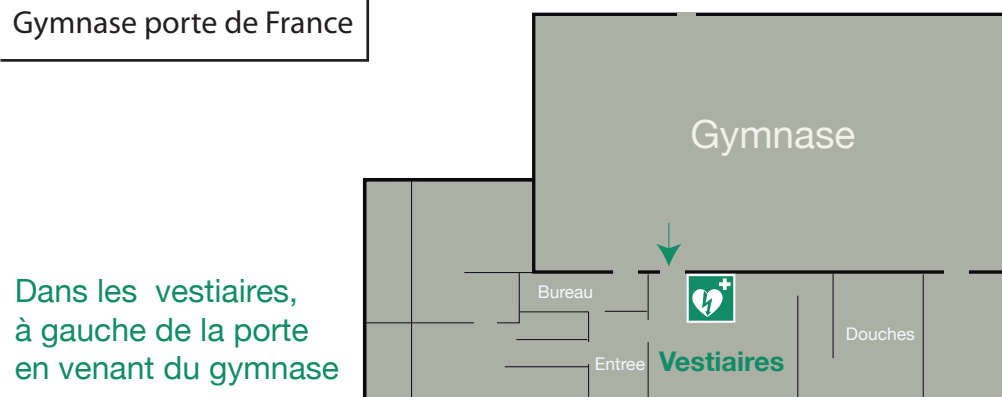 Gymnase porte de France
Gymnase
Dans les vestiaires,
à gauche de la porte
en venant du gymnase
Bureau
Douches
Entree
Vestiaires